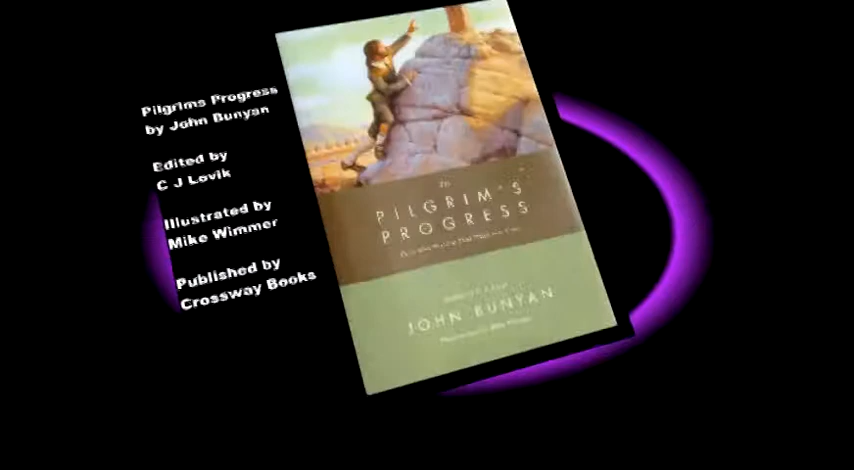 Pilgrims Progress
by John Bunyan
Edited by
C J Lovik
Illustrated by
Mike Wimmer
Published by
Crossway Books
PILGRIM'S
PROGRESS
JOHN BUNYAN